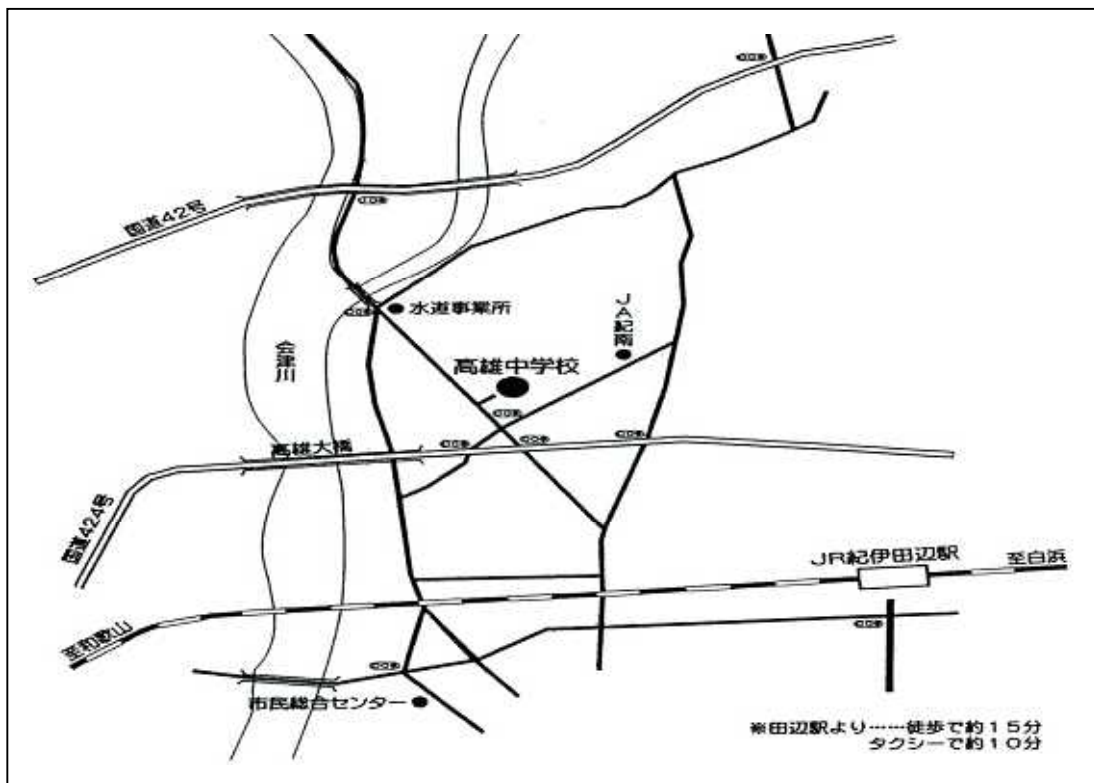 国道42号
水道事業所
JA紀南
会津川
高雄中学校
高雄大橋
国道424号
JR紀伊田辺駅
至白浜
至和歌山
市民総合センター
※田辺駅より……徒歩で約15分
タクシーで約10分